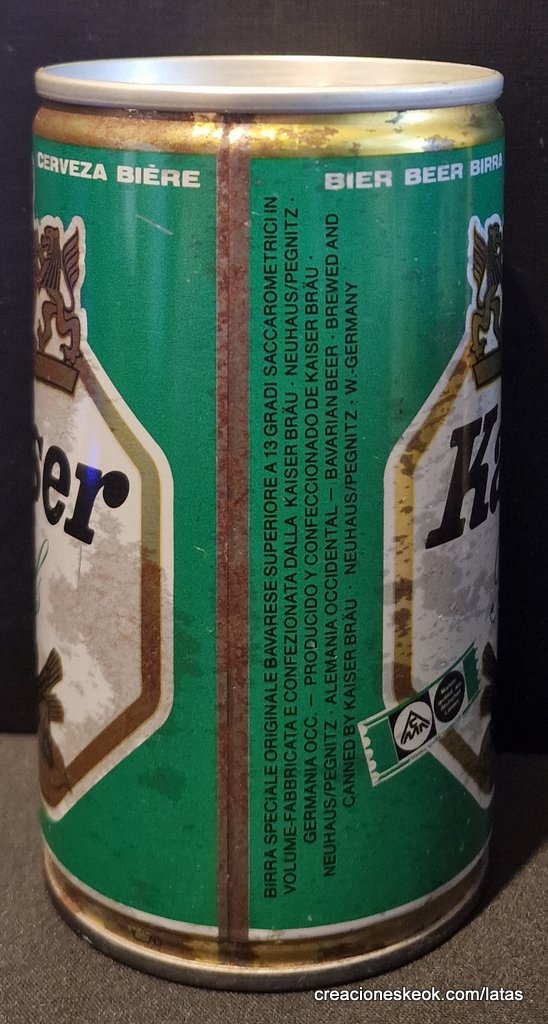 CERVEZA BIÈRE
BIER BEER BIRRA
ser
Ka
BIRRA SPECIALE ORIGINALE BAVARESE SUPERIORE A 13 GRADI SACCAROMETRICI IN
VOLUME-FABBRICATA E CONFEZIONATA DALLA KAISER BRÄU · NEUHAUS/PEGNITZ ·
GERMANIA OCC. — PRODUCIDO Y CONFECCIONADO DE KAISER BRÄU ·
NEUHAUS/PEGNITZ · ALEMANIA OCCIDENTAL — BAVARIAN BEER · BREWED AND
CANNED BY KAISER BRÄU · NEUHAUS/PEGNITZ · W.-GERMANY
creacioneskeok.com/latas